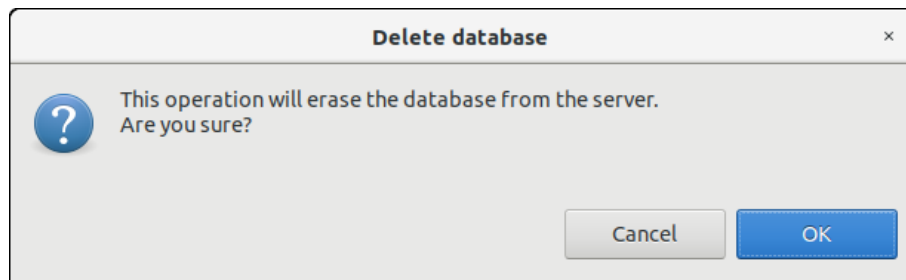 Delete database
×
This operation will erase the database from the server.
Are you sure?
?
Cancel
OK